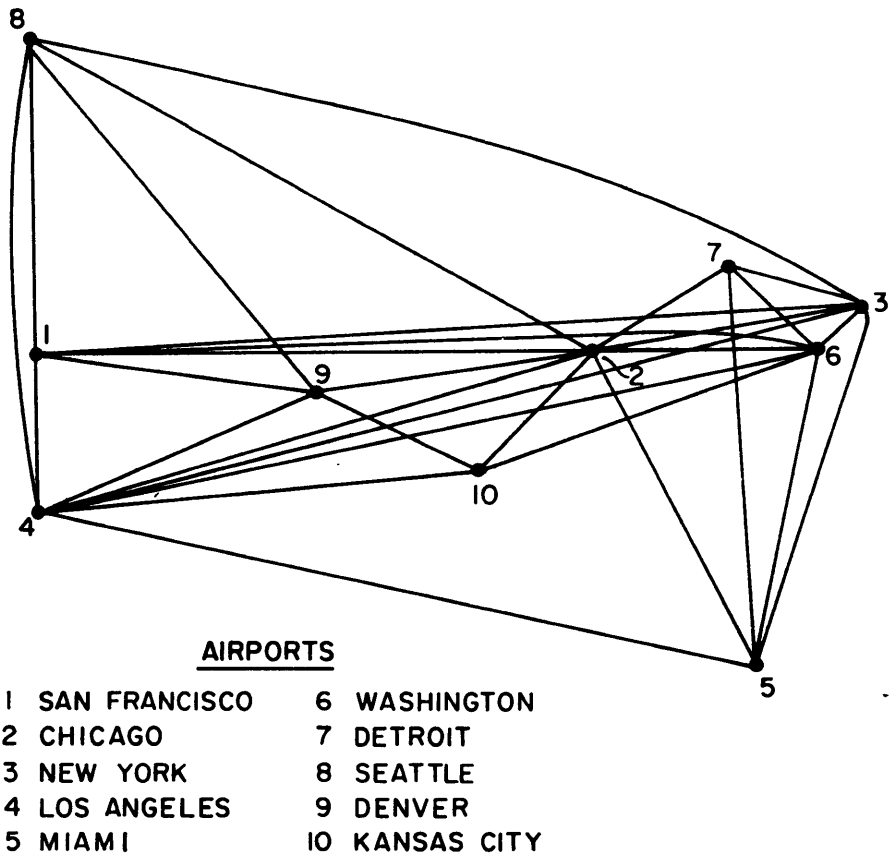 8
7
3
1
6
2
9
10
4
5
AIRPORTS
1 SAN FRANCISCO 6 WASHINGTON
2 CHICAGO 7 DETROIT
3 NEW YORK 8 SEATTLE
4 LOS ANGELES 9 DENVER
5 MIAMI 10 KANSAS CITY